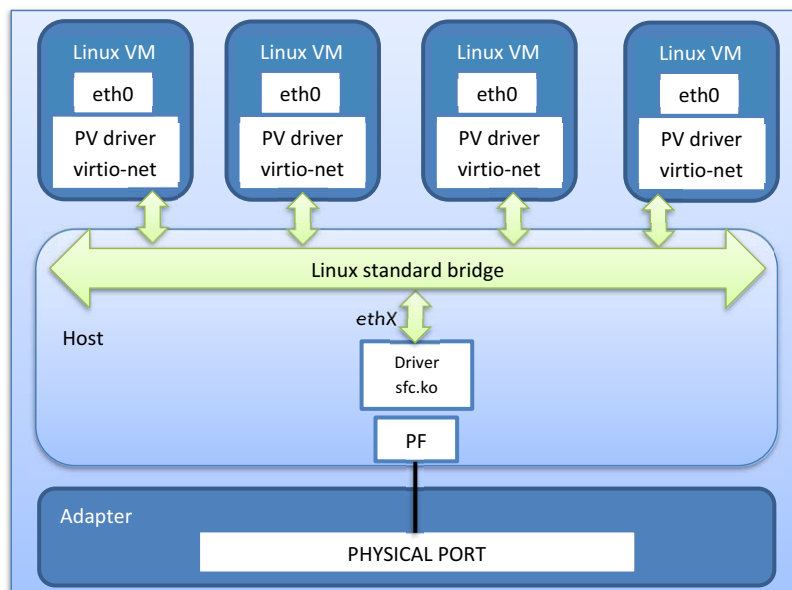 Linux VM
eth0
PV driver
virtio-net
Linux VM
eth0
PV driver
virtio-net
Linux VM
eth0
PV driver
virtio-net
Linux VM
eth0
PV driver
virtio-net
Linux standard bridge
ethX
Host
Driver
sfc.ko
PF
Adapter
PHYSICAL PORT